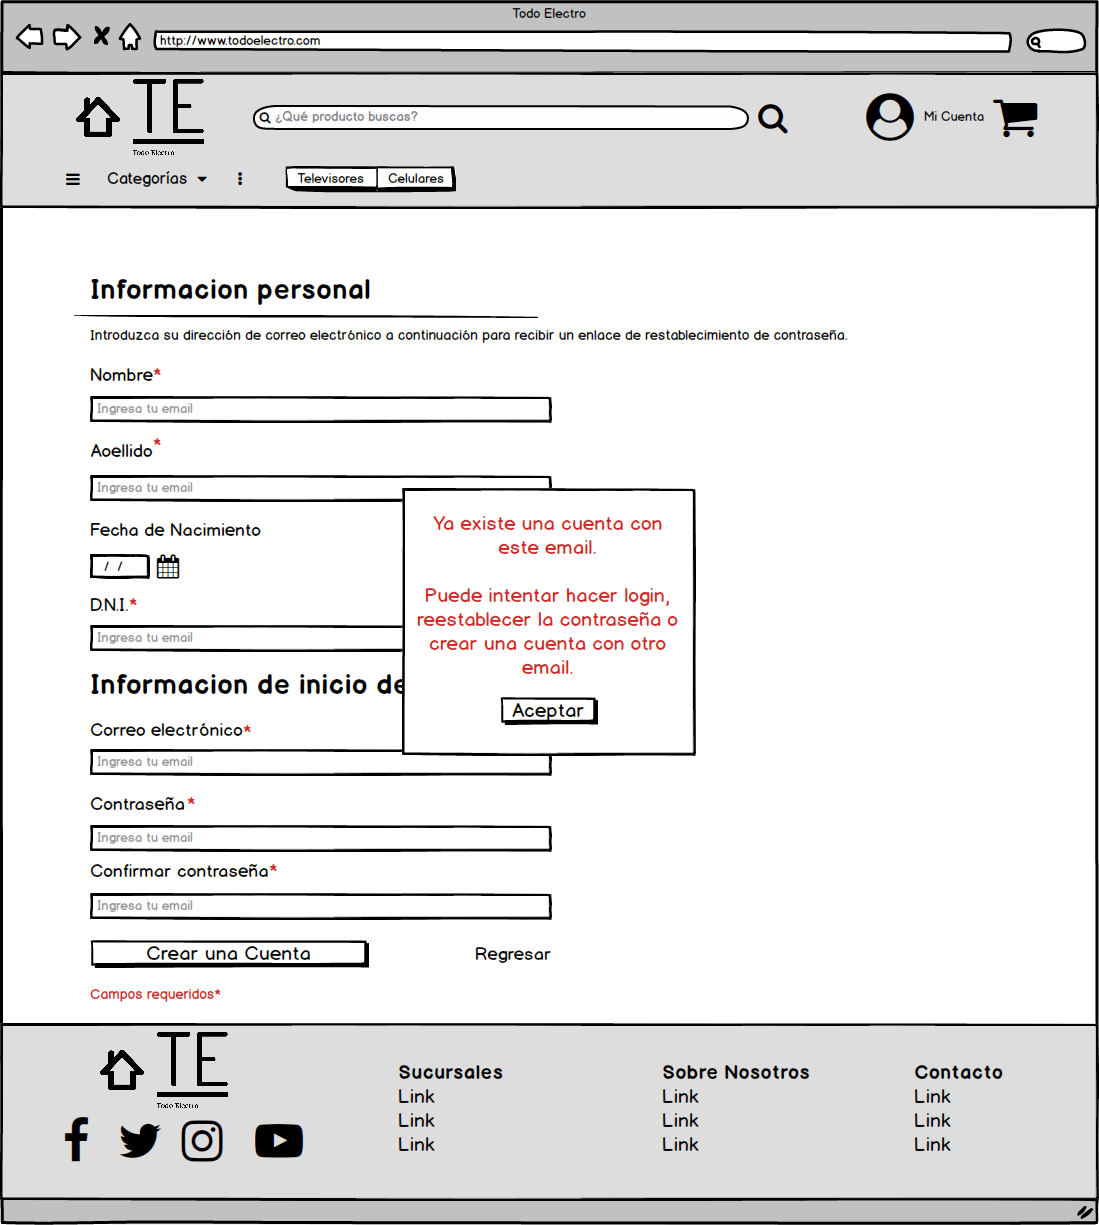 Todo Electro
http://www.todoelectro.com
TE
Todo Electro
¿Qué producto buscas?
Mi Cuenta
Categorías
Televisores
Celulares
Informacion personal
Introduzca su dirección de correo electrónico a continuación para recibir un enlace de restablecimiento de contraseña.
Nombre*
Ingresa tu email
Aoellido*
Ingresa tu email
Fecha de Nacimiento
/ /
D.N.I.*
Ingresa tu email
Informacion de inicio de
Correo electrónico*
Ingresa tu email
Ya existe una cuenta con
este email.
Puede intentar hacer login,
reestablecer la contraseña o
crear una cuenta con otro
email.
Aceptar
Contraseña*
Ingresa tu email
Confirmar contraseña*
Ingresa tu email
Crear una Cuenta
Regresar
Campos requeridos*
TE
Todo Electro
Sucursales
Link
Link
Link
Sobre Nosotros
Link
Link
Link
Contacto
Link
Link
Link